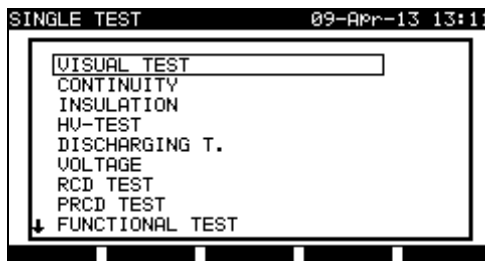 SINGLE TEST 09-Apr-13 13:11
VISUAL TEST
CONTINUITY
INSULATION
HV-TEST
DISCHARGING T.
VOLTAGE
RCD TEST
PRCD TEST
↓ FUNCTIONAL TEST